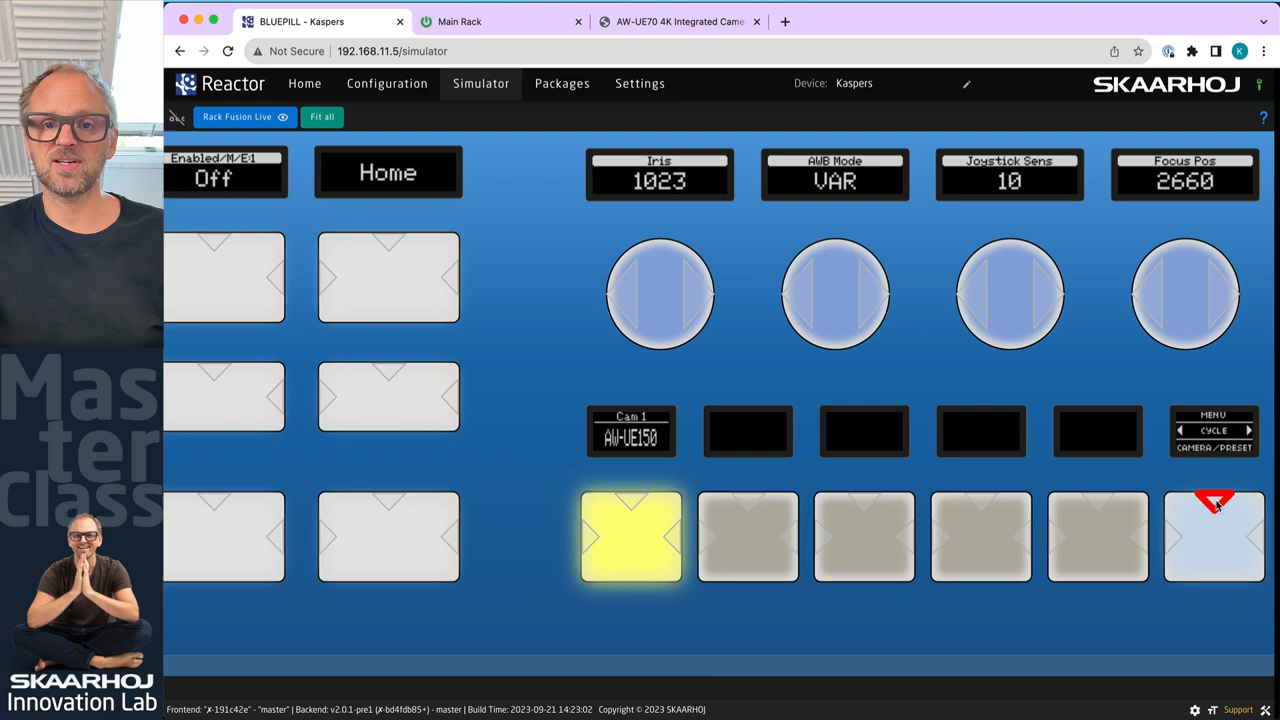 BLUEPILL - Kaspers
Main Rack
AW-UE70 4K Integrated Came
Not Secure
192.168.11.5/simulator
K
Reactor
Home
Configuration
Simulator
Packages
Settings
Device:
Kaspers
SKAARHOJ
Rack Fusion Live
Fit all
?
Enabled/M/E1
Off
Home
Iris
1023
AWB Mode
VAR
Joystick Sens
10
Focus Pos
2660
Cam 1
AW-UE150
MENU
CYCLE
CAMERA/PRESET
Mas
ter
Class
SKAARHOJ
Innovation Lab
Frontend: "✗-191c42e" - "master" | Backend: v2.0.1-pre1 (✗-bd4fdb85+) - master | Build Time: 2023-09-21 14:23:02 Copyright © 2023 SKAARHOJ
Support